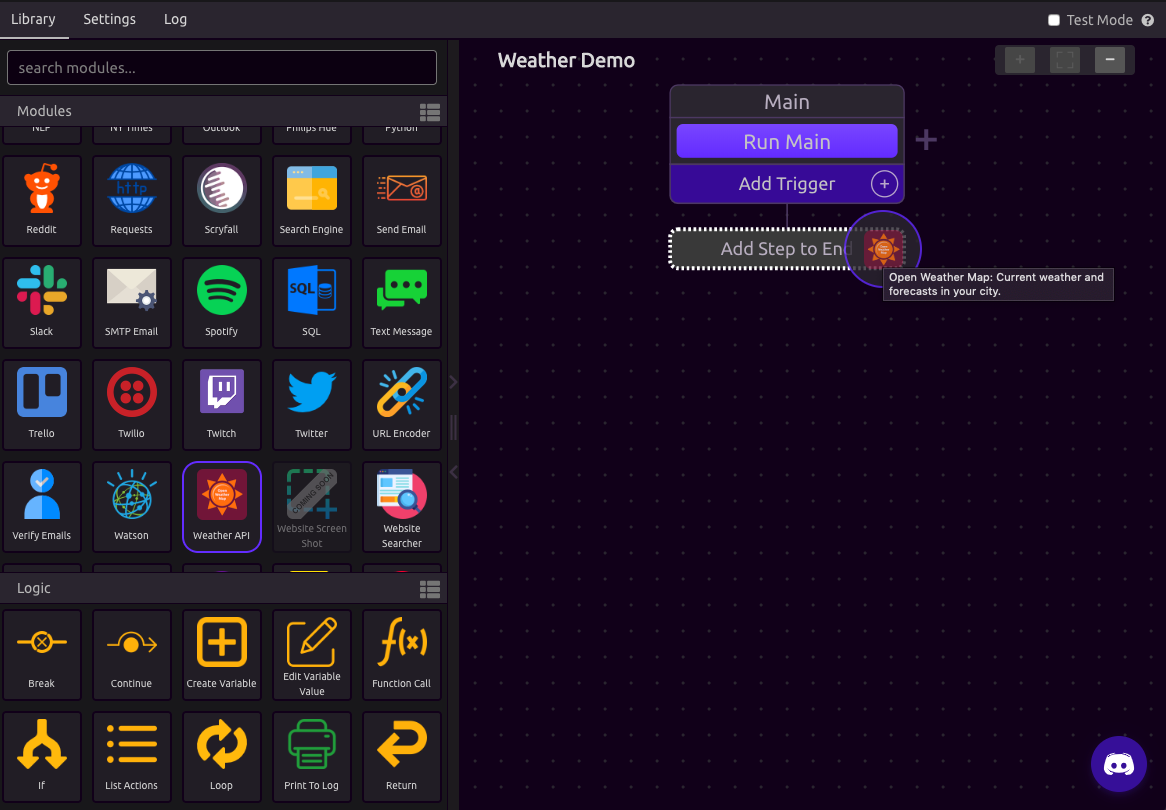 Library Settings Log
Test Mode
search modules...
Weather Demo
Modules
NLP NY Times Outlook Philips Hue Python
Main
Run Main
Add Trigger
Add Step to End
Open Weather Map: Current weather and
forecasts in your city.
Reddit Requests Scryfall Search Engine Send Email
http
Slack SMTP Email Spotify SQL Text Message
SQL
Trello Twilio Twitch Twitter URL Encoder
Verify Emails Watson Weather API Website Screen
Shot
Website
Searcher
COMING SOON
Logic
Break Continue Create Variable Edit Variable
Value
Function Call
f(x)
If List Actions Loop Print To Log Return